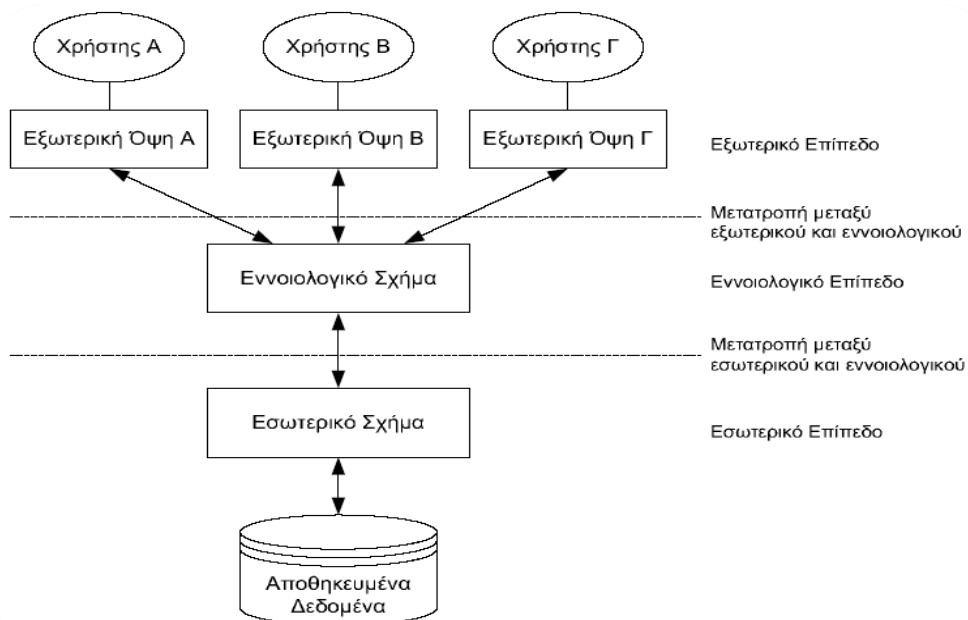 Χρήστης Α
Χρήστης Β
Χρήστης Γ
Εξωτερική Όψη Α
Εξωτερική Όψη Β
Εξωτερική Όψη Γ
Εξωτερικό Επίπεδο
Μετατροπή μεταξύ
εξωτερικού και εννοιολογικού
Εννοιολογικό Σχήμα
Εννοιολογικό Επίπεδο
Μετατροπή μεταξύ
εσωτερικού και εννοιολογικού
Εσωτερικό Σχήμα
Εσωτερικό Επίπεδο
Αποθηκευμένα
Δεδομένα